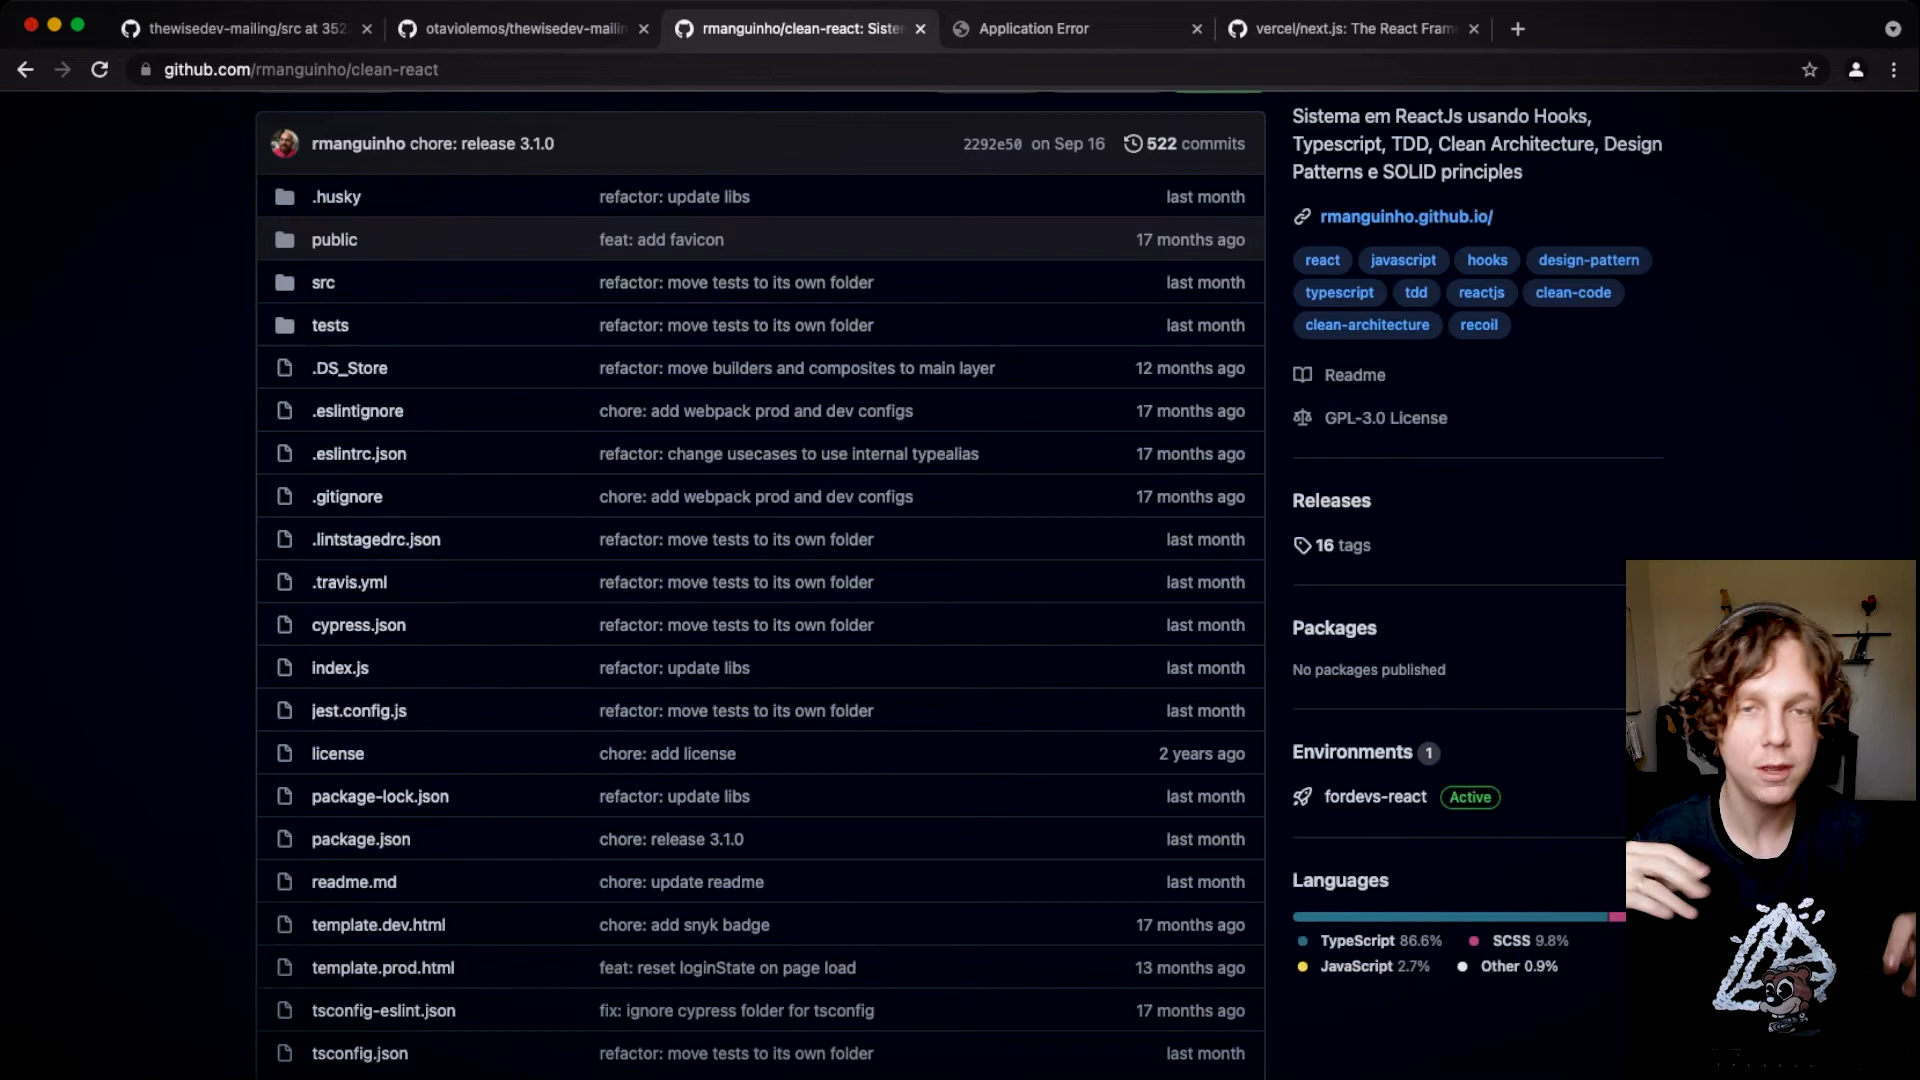 thewisedev-mailing/src at 352
otaviolemos/thewisedev-mailin
rmanguinho/clean-react: Sister
Application Error
vercel/next.js: The React Fram
github.com/rmanguinho/clean-react
rmanguinho chore: release 3.1.0
2292e50 on Sep 16
522 commits
.husky
refactor: update libs
last month
public
feat: add favicon
17 months ago
src
refactor: move tests to its own folder
last month
tests
refactor: move tests to its own folder
last month
.DS_Store
refactor: move builders and composites to main layer
12 months ago
.eslintignore
chore: add webpack prod and dev configs
17 months ago
.eslintrc.json
refactor: change usecases to use internal typealias
17 months ago
.gitignore
chore: add webpack prod and dev configs
17 months ago
.lintstagedrc.json
refactor: move tests to its own folder
last month
.travis.yml
refactor: move tests to its own folder
last month
cypress.json
refactor: move tests to its own folder
last month
index.js
refactor: update libs
last month
jest.config.js
refactor: move tests to its own folder
last month
license
chore: add license
2 years ago
package-lock.json
refactor: update libs
last month
package.json
chore: release 3.1.0
last month
readme.md
chore: update readme
last month
template.dev.html
chore: add snyk badge
17 months ago
template.prod.html
feat: reset loginState on page load
13 months ago
tsconfig-eslint.json
fix: ignore cypress folder for tsconfig
17 months ago
tsconfig.json
refactor: move tests to its own folder
last month
Sistema em ReactJs usando Hooks,
Typescript, TDD, Clean Architecture, Design
Patterns e SOLID principles
rmanguinho.github.io/
react javascript hooks design-pattern
typescript tdd reactjs clean-code
clean-architecture recoil
Readme
GPL-3.0 License
Releases
16 tags
Packages
No packages published
Environments 1
fordevs-react Active
Languages
TypeScript 86.6% SCSS 9.8%
JavaScript 2.7% Other 0.9%